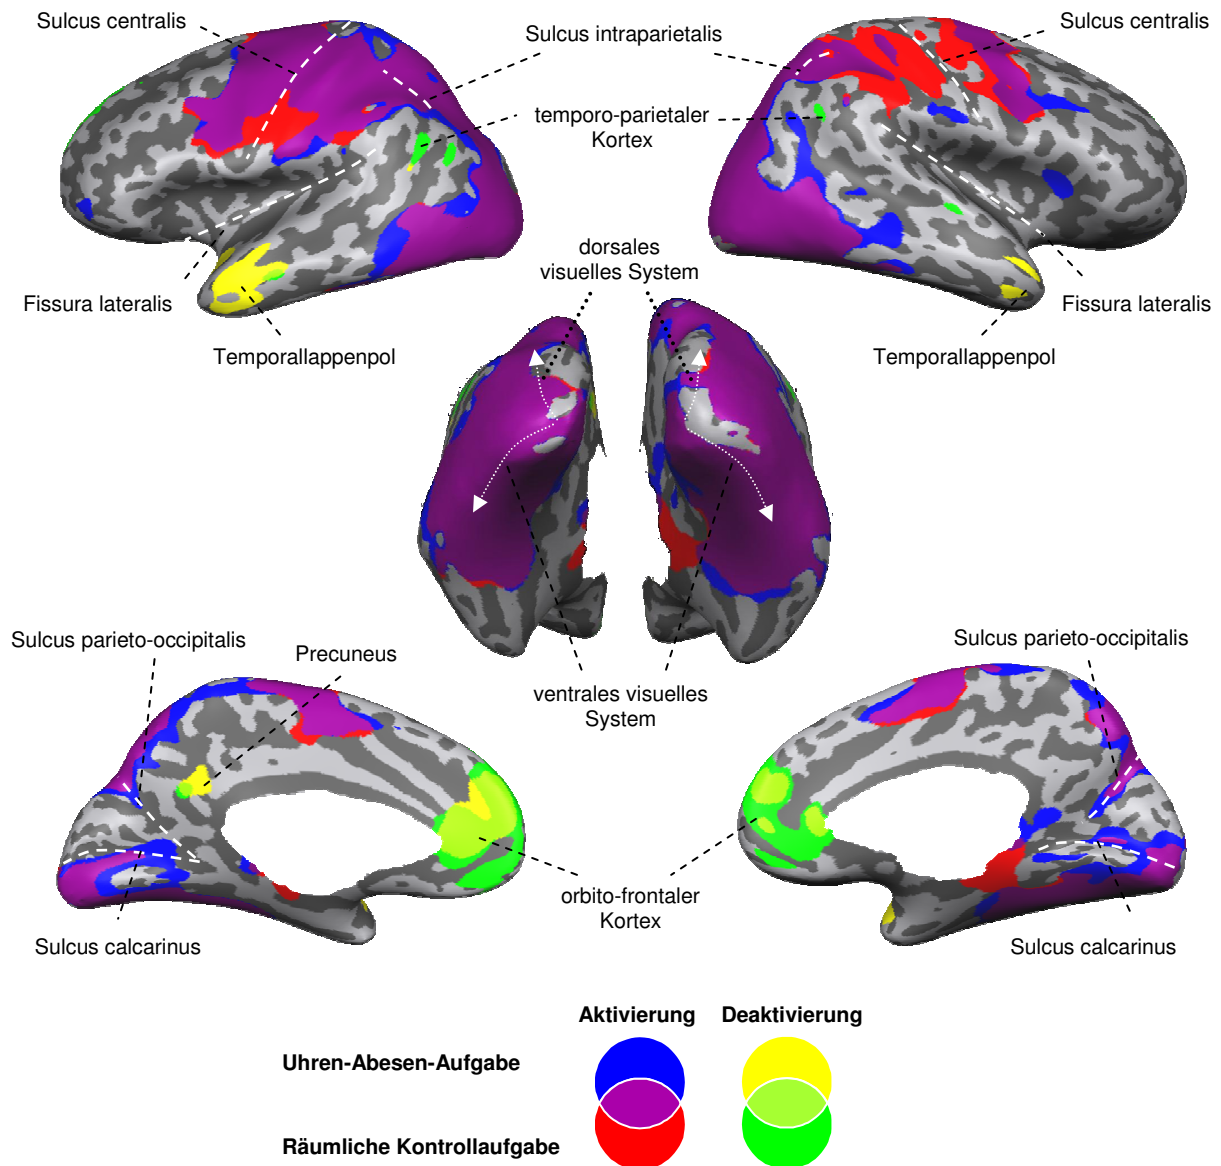 Sulcus centralis
Sulcus intraparietalis
Sulcus centralis
temporo-parietaler
Kortex
dorsales
visuelles System
Fissura lateralis
Fissura lateralis
Temporallappenpol
Temporallappenpol
Sulcus parieto-occipitalis
Precuneus
Sulcus parieto-occipitalis
ventrales visuelles
System
orbito-frontaler
Kortex
Sulcus calcarinus
Sulcus calcarinus
Aktivierung
Deaktivierung
Uhren-Abesen-Aufgabe
Räumliche Kontrollaufgabe